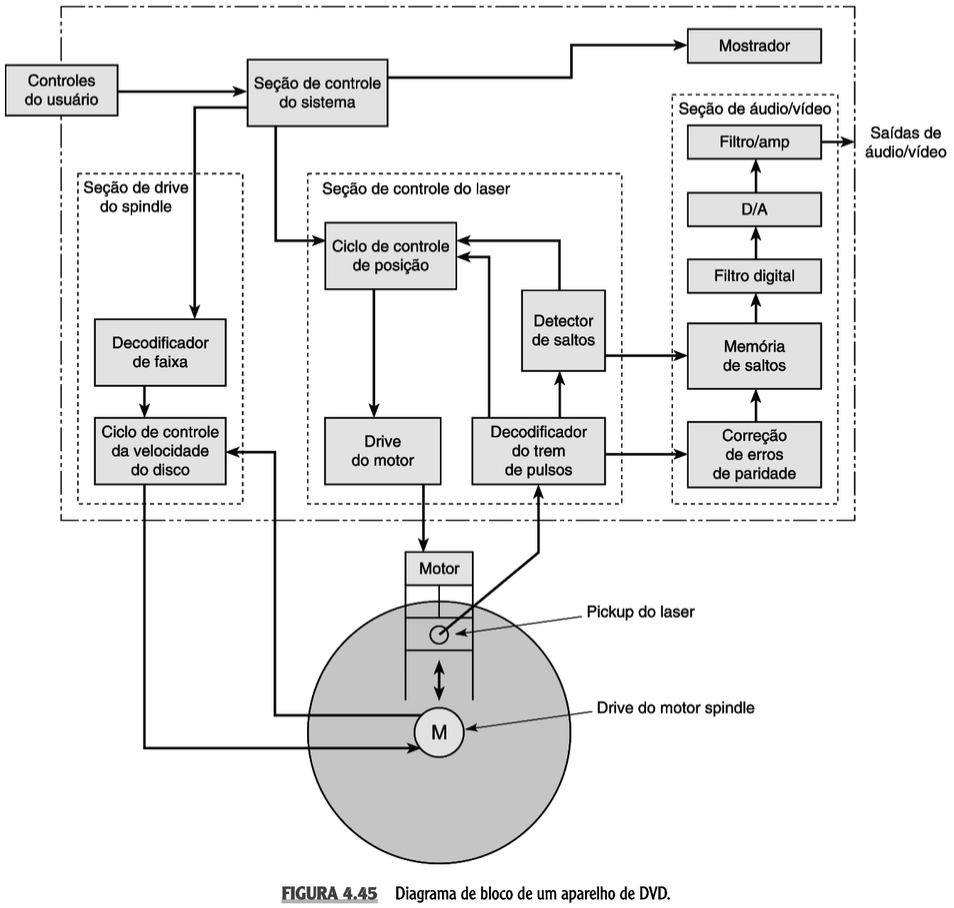 Mostrador
Controles
do usuário
Seção de controle
do sistema
Seção de áudio/vídeo
Filtro/amp
Saídas de
áudio/vídeo
Seção de drive
do spindle
Seção de controle do laser
D/A
Ciclo de controle
de posição
Filtro digital
Decodificador
de faixa
Detector
de saltos
Memória
de saltos
Ciclo de controle
da velocidade
do disco
Drive
do motor
Decodificador
do trem
de pulsos
Correção
de erros
de paridade
Motor
Pickup do laser
Drive do motor spindle
M
FIGURA 4.45 Diagrama de bloco de um aparelho de DVD.